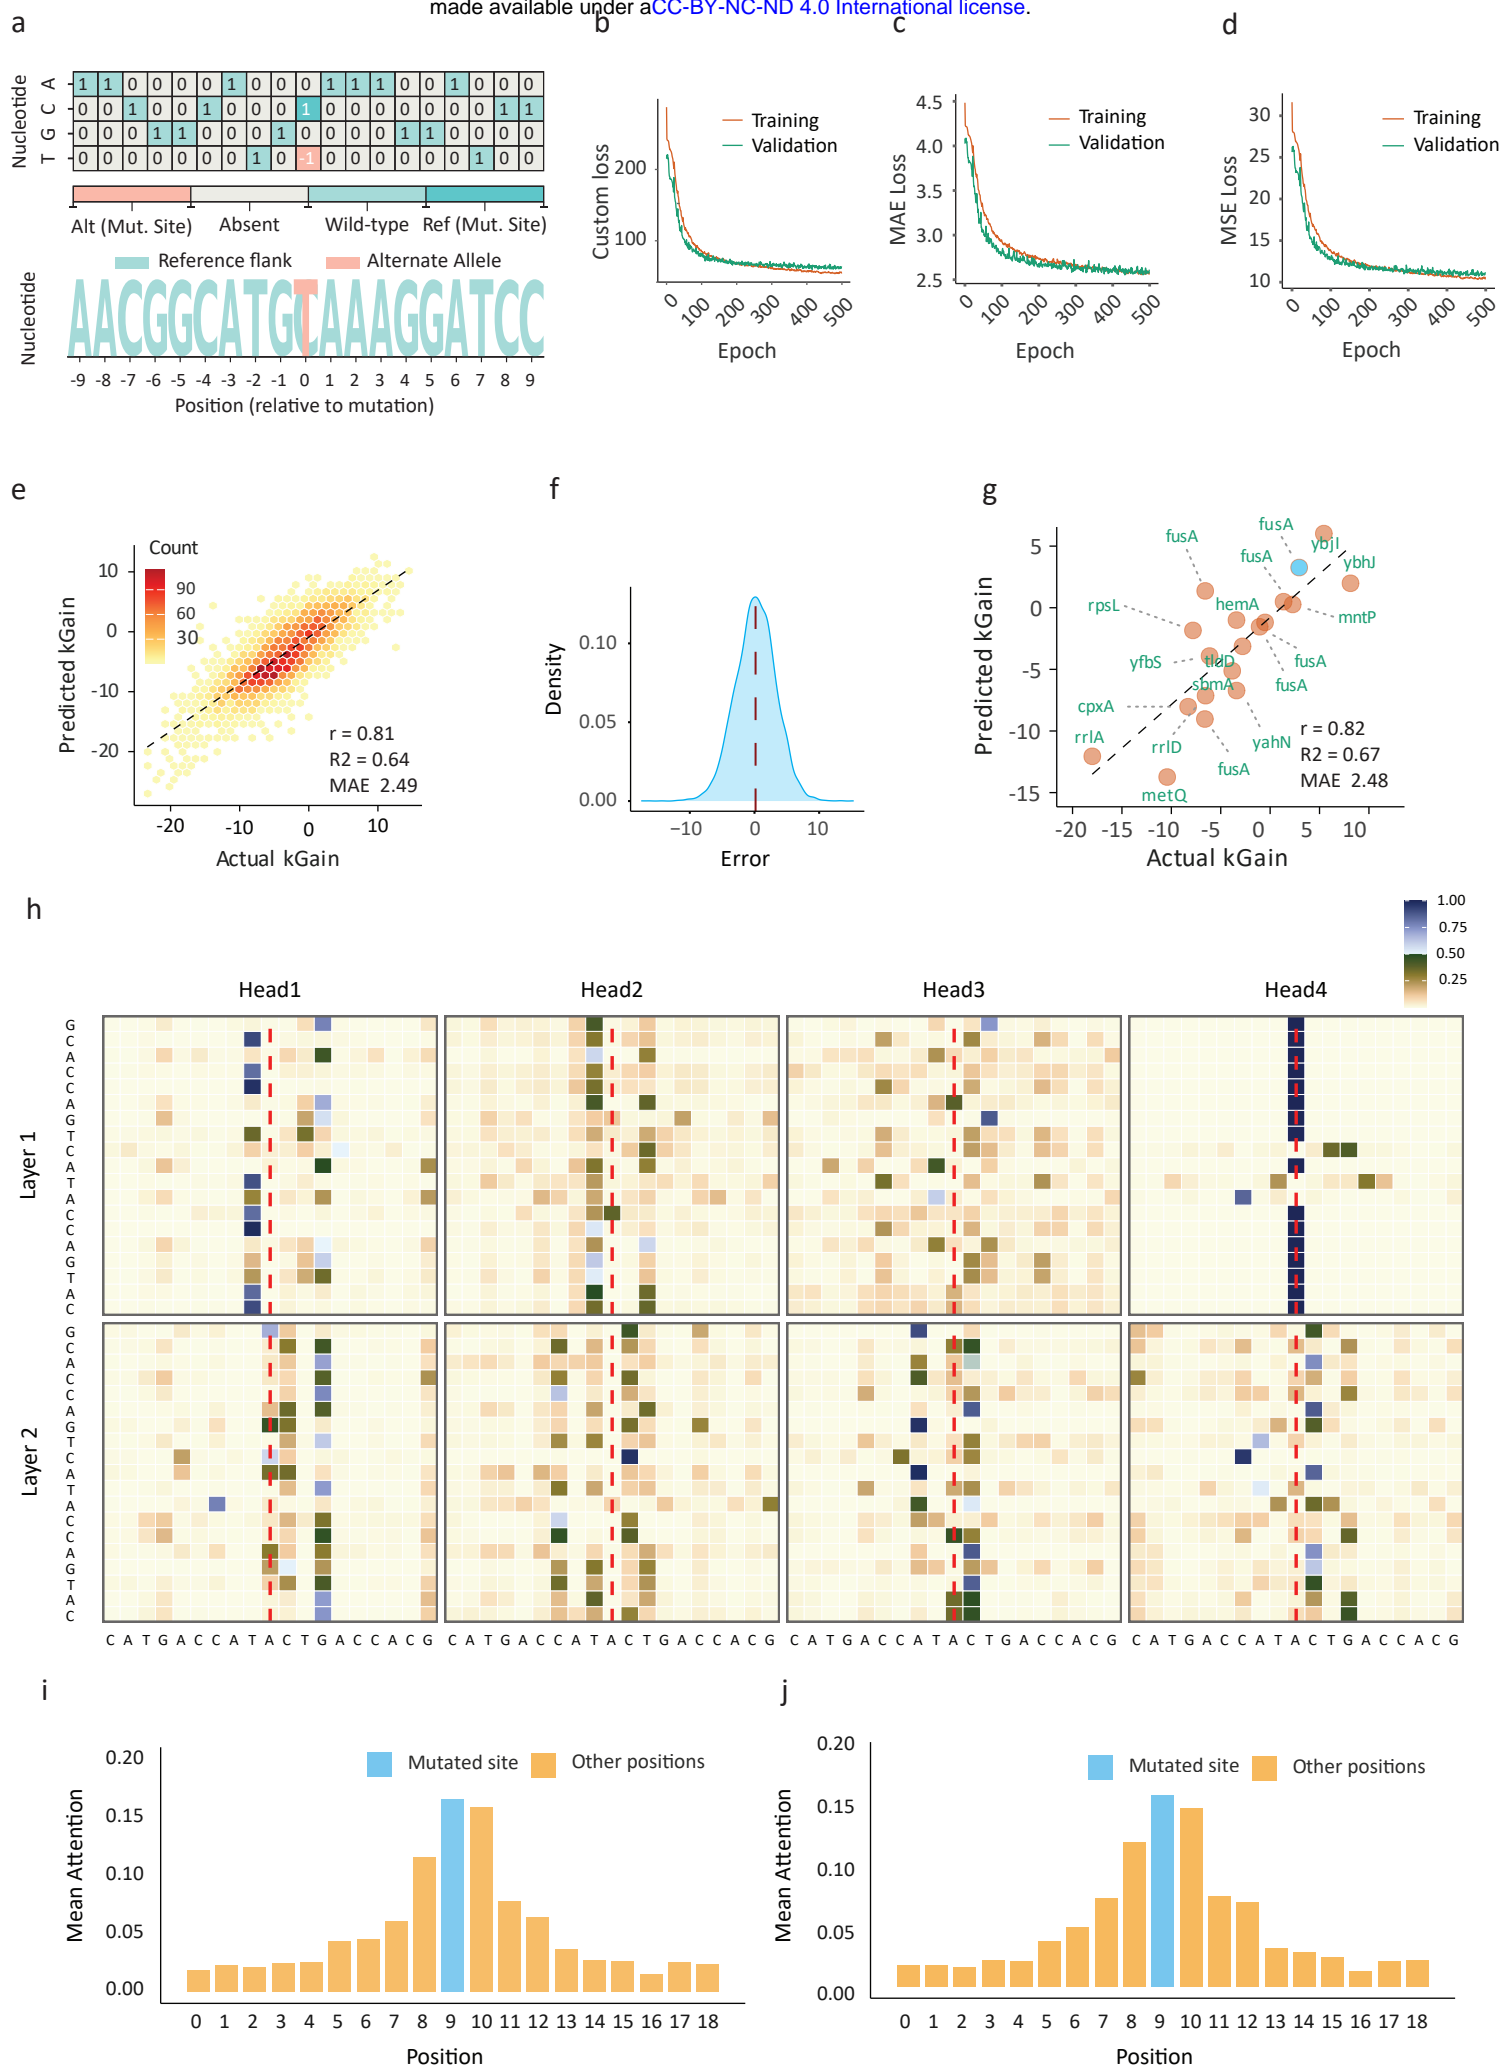 made available under aCC-BY-NC-ND 4.0 International license.
a
Nucleotide
A 1 1 0 0 0 0 1 0 0 0 1 1 1 0 0 1 0 0 0
C 0 0 1 0 0 1 0 0 0 1 0 0 0 0 0 0 0 1 1
G 0 0 0 1 1 0 0 0 1 0 0 0 0 1 1 0 0 0 0
T 0 0 0 0 0 0 0 1 0 -1 0 0 0 0 0 0 1 0 0
Alt (Mut. Site) Absent Wild-type Ref (Mut. Site)
Reference flank Alternate Allele
Nucleotide
AACGGCATGCTAAAGGATCC
-9 -8 -7 -6 -5 -4 -3 -2 -1 0 1 2 3 4 5 6 7 8 9
Position (relative to mutation)
b
Custom loss
200
100
Training
Validation
0 100 200 300 400 500
Epoch
c
MAE Loss
4.5
4.0
3.5
3.0
2.5
Training
Validation
0 100 200 300 400 500
Epoch
d
MSE Loss
30
25
20
15
10
Training
Validation
0 100 200 300 400 500
Epoch
e
Predicted kGain
10
0
-10
-20
Count
90
60
30
r = 0.81
R2 = 0.64
MAE 2.49
-20 -10 0 10
Actual kGain
f
Density
0.10
0.05
0.00
-10 0 10
Error
g
Predicted kGain
5
0
-5
-10
-15
fusA
fusA
ybjI
fusA
ybhJ
rpsL
hemA
mntP
yfbS
tldD
fusA
sbmA
fusA
cpxA
rrlA
rrlD
yahN
fusA
metQ
r = 0.82
R2 = 0.67
MAE 2.48
-20 -15 -10 -5 0 5 10
Actual kGain
h
1.00
0.75
0.50
0.25
Head1 Head2 Head3 Head4
Layer 1
G
C
A
C
C
A
G
T
C
A
T
A
C
C
A
G
T
A
C
Layer 2
G
C
A
C
C
A
G
T
C
A
T
A
C
C
A
G
T
A
C
C A T G A C C A T A C T G A C C A C G C A T G A C C A T A C T G A C C A C G C A T G A C C A T A C T G A C C A C G C A T G A C C A T A C T G A C C A C G
i
Mean Attention
0.20
0.15
0.10
0.05
0.00
Mutated site Other positions
0 1 2 3 4 5 6 7 8 9 10 11 12 13 14 15 16 17 18
Position
j
Mean Attention
0.20
0.15
0.10
0.05
0.00
Mutated site Other positions
0 1 2 3 4 5 6 7 8 9 10 11 12 13 14 15 16 17 18
Position